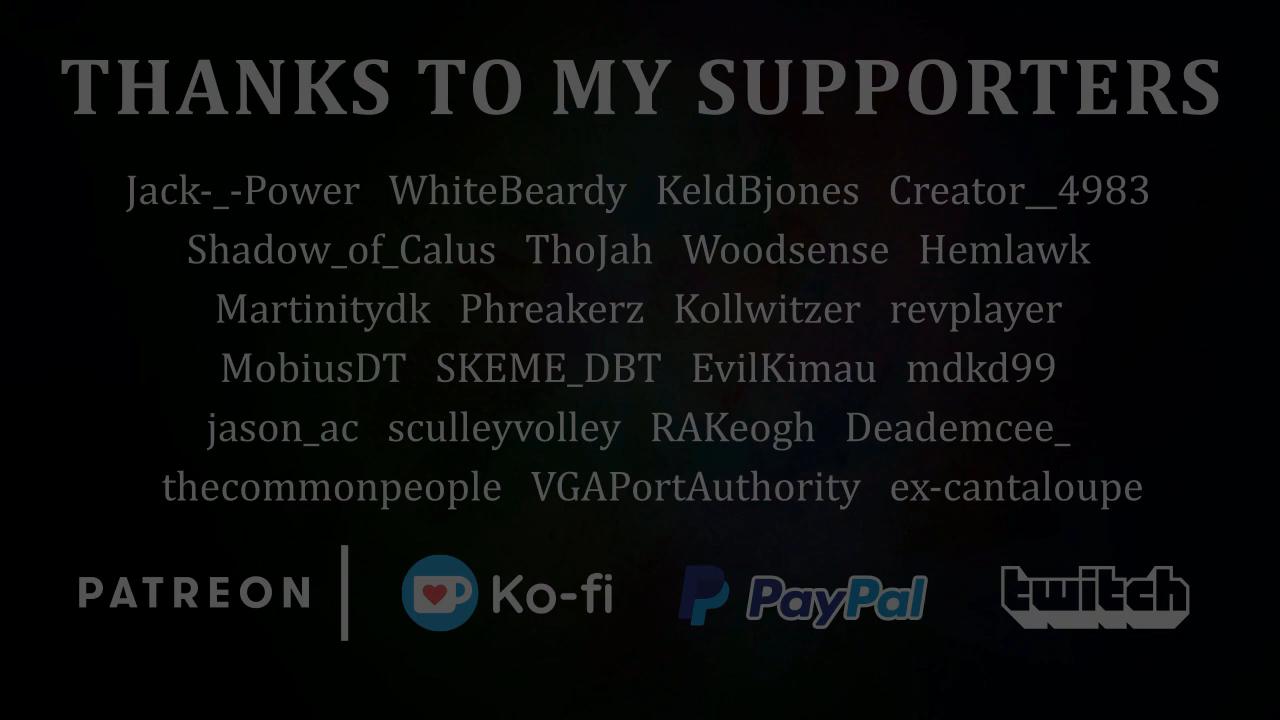 THANKS TO MY SUPPORTERS
Jack-_-Power WhiteBeardy KeldBjones Creator__4983
Shadow_of_Calus ThoJah Woodsense Hemlawk
Martinitydk Phreakerz Kollwitzer revplayer
MobiusDT SKEME_DBT EvilKimau mdkd99
jason_ac sculleyvolley RAKeogh Deademcee_
thecommonpeople VGAPortAuthority ex-cantaloupe
PATREON Ko-fi PayPal twitch